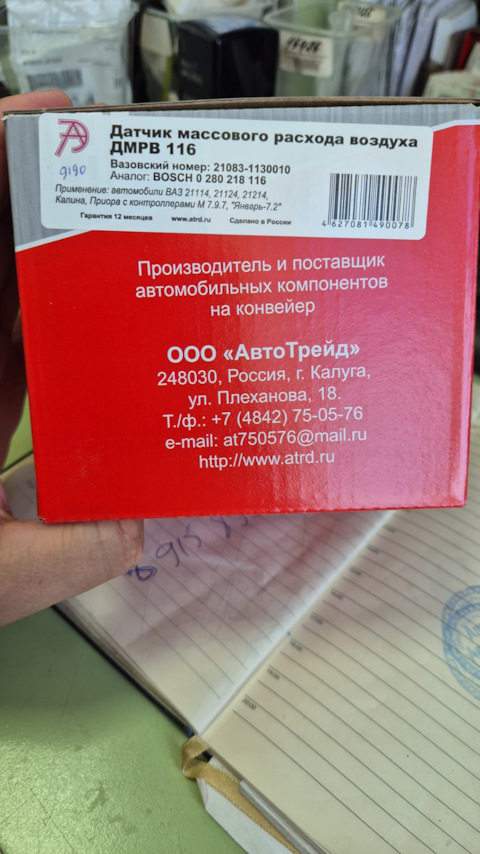 Датчик массового расхода воздуха
ДМРВ 116
Вазовский номер: 21083-1130010
Аналог: BOSCH 0 280 218 116
Применение: автомобили ВАЗ 21114, 21124, 21214,
Калина, Приора с контроллерами М 7.9.7, "Январь-7.2"
Гарантия 12 месяцев www.atrd.ru Сделано в России
9190
4 627081 490078
Производитель и поставщик
автомобильных компонентов
на конвейер
ООО «АвтоТрейд»
248030, Россия, г. Калуга,
ул. Плеханова, 18.
Т./ф.: +7 (4842) 75-05-76
e-mail: at750576@mail.ru
http://www.atrd.ru